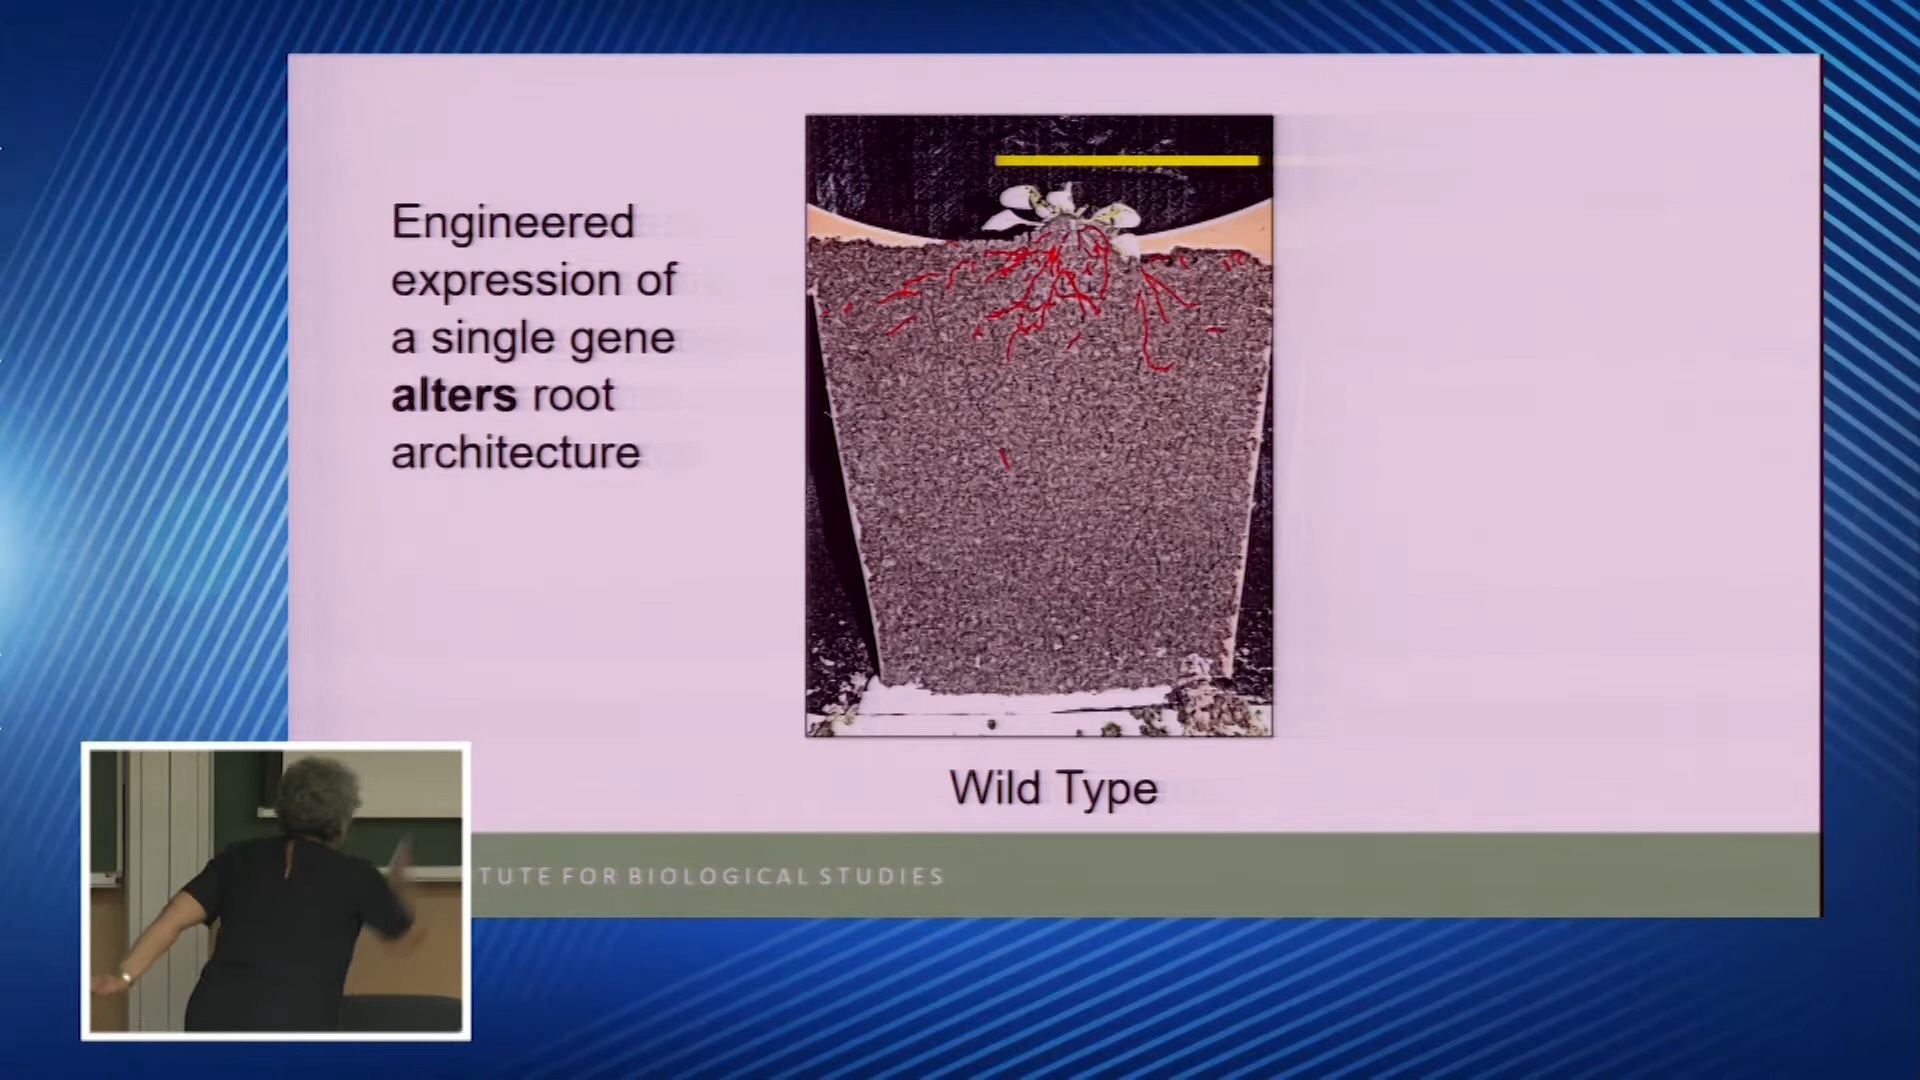 Engineered
expression of
a single gene
alters root
architecture
Wild Type
TUTE FOR BIOLOGICAL STUDIES